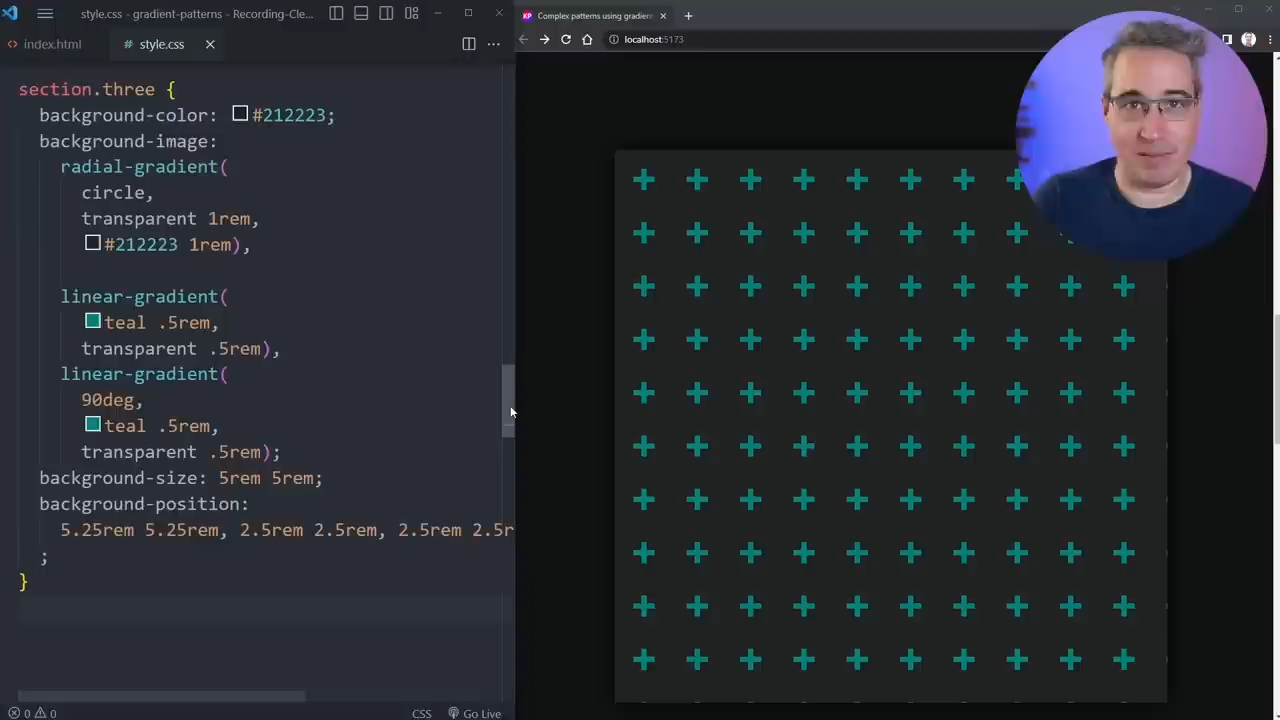 style.css - gradient-patterns - Recording-Cle...
index.html
# style.css
section.three {
background-color: #212223;
background-image:
radial-gradient(
circle,
transparent 1rem,
#212223 1rem),
linear-gradient(
teal .5rem,
transparent .5rem),
linear-gradient(
90deg,
teal .5rem,
transparent .5rem);
background-size: 5rem 5rem;
background-position:
5.25rem 5.25rem, 2.5rem 2.5rem, 2.5rem 2.5r
;
}
0 0
CSS
Go Live
KP
Complex patterns using gradien
localhost:5173